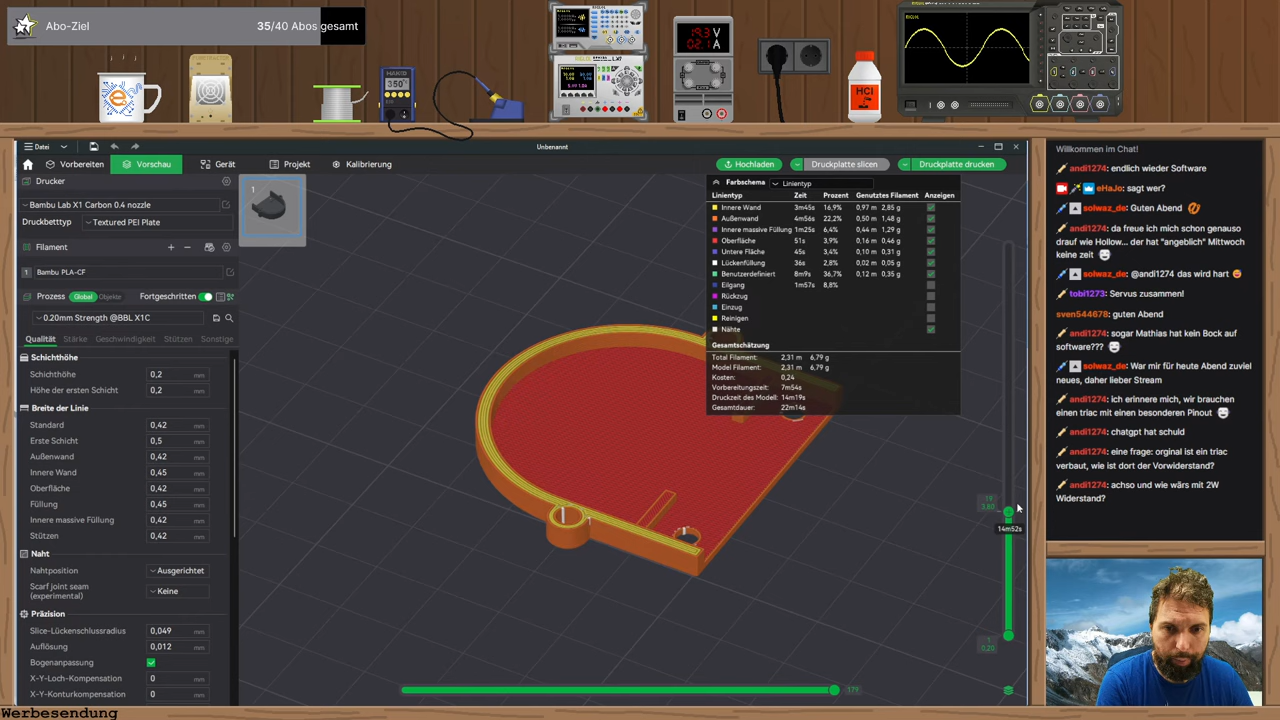 Abo-Ziel
35/40 Abos gesamt
HAKKO
350°
19.3 V
02.1 A
HCl
Datei
Unbenannt
Vorbereiten
Vorschau
Gerät
Projekt
Kalibrierung
Hochladen
Druckplatte slicen
Druckplatte drucken
Drucker
Bambu Lab X1 Carbon 0.4 nozzle
Druckbetttyp
Textured PEI Plate
Filament
1 Bambu PLA-CF
Prozess Global Objekte Fortgeschritten
0.20mm Strength @BBL X1C
Qualität Stärke Geschwindigkeit Stützen Sonstige
Schichthöhe
Schichthöhe 0,2 mm
Höhe der ersten Schicht 0,2 mm
Breite der Linie
Standard 0,42 mm
Erste Schicht 0,5 mm
Außenwand 0,42 mm
Innere Wand 0,45 mm
Oberfläche 0,42 mm
Füllung 0,45 mm
Innere massive Füllung 0,42 mm
Stützen 0,42 mm
Naht
Nahtposition Ausgerichtet
Scarf joint seam (experimental) Keine
Präzision
Slice-Lückenschlussradius 0,049 mm
Auflösung 0,012 mm
Bogenanpassung
X-Y-Loch-Kompensation 0 mm
X-Y-Konturkompensation 0 mm
1
Farbschema Linientyp
Linientyp Zeit Prozent Genutztes Filament Anzeigen
Innere Wand 3m45s 16,9% 0,97 m 2,85 g
Außenwand 4m56s 22,2% 0,50 m 1,48 g
Innere massive Füllung 1m25s 6,4% 0,44 m 1,29 g
Oberfläche 51s 3,9% 0,16 m 0,46 g
Untere Fläche 45s 3,4% 0,10 m 0,31 g
Lückenfüllung 36s 2,8% 0,02 m 0,05 g
Benutzerdefiniert 8m9s 36,7% 0,12 m 0,35 g
Eilgang 1m57s 8,8%
Rückzug
Einzug
Reinigen
Nähte
Gesamtschätzung
Total Filament: 2,31 m 6,79 g
Model Filament: 2,31 m 6,79 g
Kosten: 0,24
Vorbereitungszeit: 7m54s
Druckzeit des Modell: 14m19s
Gesamtdauer: 22m14s
19
3,80
14m52s
1
0,20
179
Willkommen im Chat!
andi1274: endlich wieder Software
eHaJo: sagt wer?
solwaz_de: Guten Abend
andi1274: da freue ich mich schon genauso
drauf wie Hollow... der hat "angeblich" Mittwoch
keine zeit
solwaz_de: @andi1274 das wird hart
tobi1273: Servus zusammen!
sven544678: guten Abend
andi1274: sogar Mathias hat kein Bock auf
software???
solwaz_de: War mir für heute Abend zuviel
neues, daher lieber Stream
andi1274: ich erinnere mich, wir brauchen
einen triac mit einen besonderen Pinout
andi1274: chatgpt hat schuld
andi1274: eine frage: orginal ist ein triac
verbaut, wie ist dort der Vorwiderstand?
andi1274: achso und wie wärs mit 2W
Widerstand?
Werbesendung